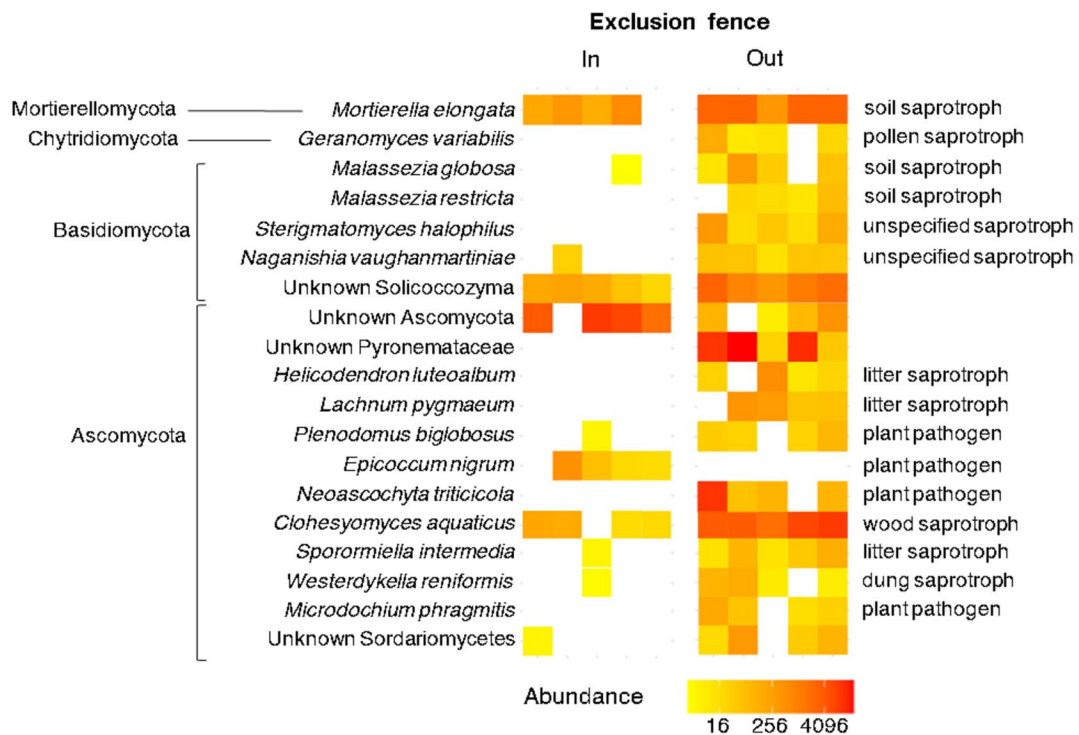 Exclusion fence
In Out
Mortierellomycota Mortierella elongata soil saprotroph
Chytridiomycota Geranomyces variabilis pollen saprotroph
Malassezia globosa soil saprotroph
Malassezia restricta soil saprotroph
Basidiomycota Sterigmatomyces halophilus unspecified saprotroph
Naganishia vaughanmartiniae unspecified saprotroph
Unknown Solicoccozyma
Unknown Ascomycota
Unknown Pyronemataceae
Helicodendron luteoalbum litter saprotroph
Lachnum pygmaeum litter saprotroph
Ascomycota Plenodomus biglobosus plant pathogen
Epicoccum nigrum plant pathogen
Neoascochyta triticicola plant pathogen
Clohesyomyces aquaticus wood saprotroph
Sporormiella intermedia litter saprotroph
Westerdykella reniformis dung saprotroph
Microdochium phragmitis plant pathogen
Unknown Sordariomycetes
Abundance
16 256 4096